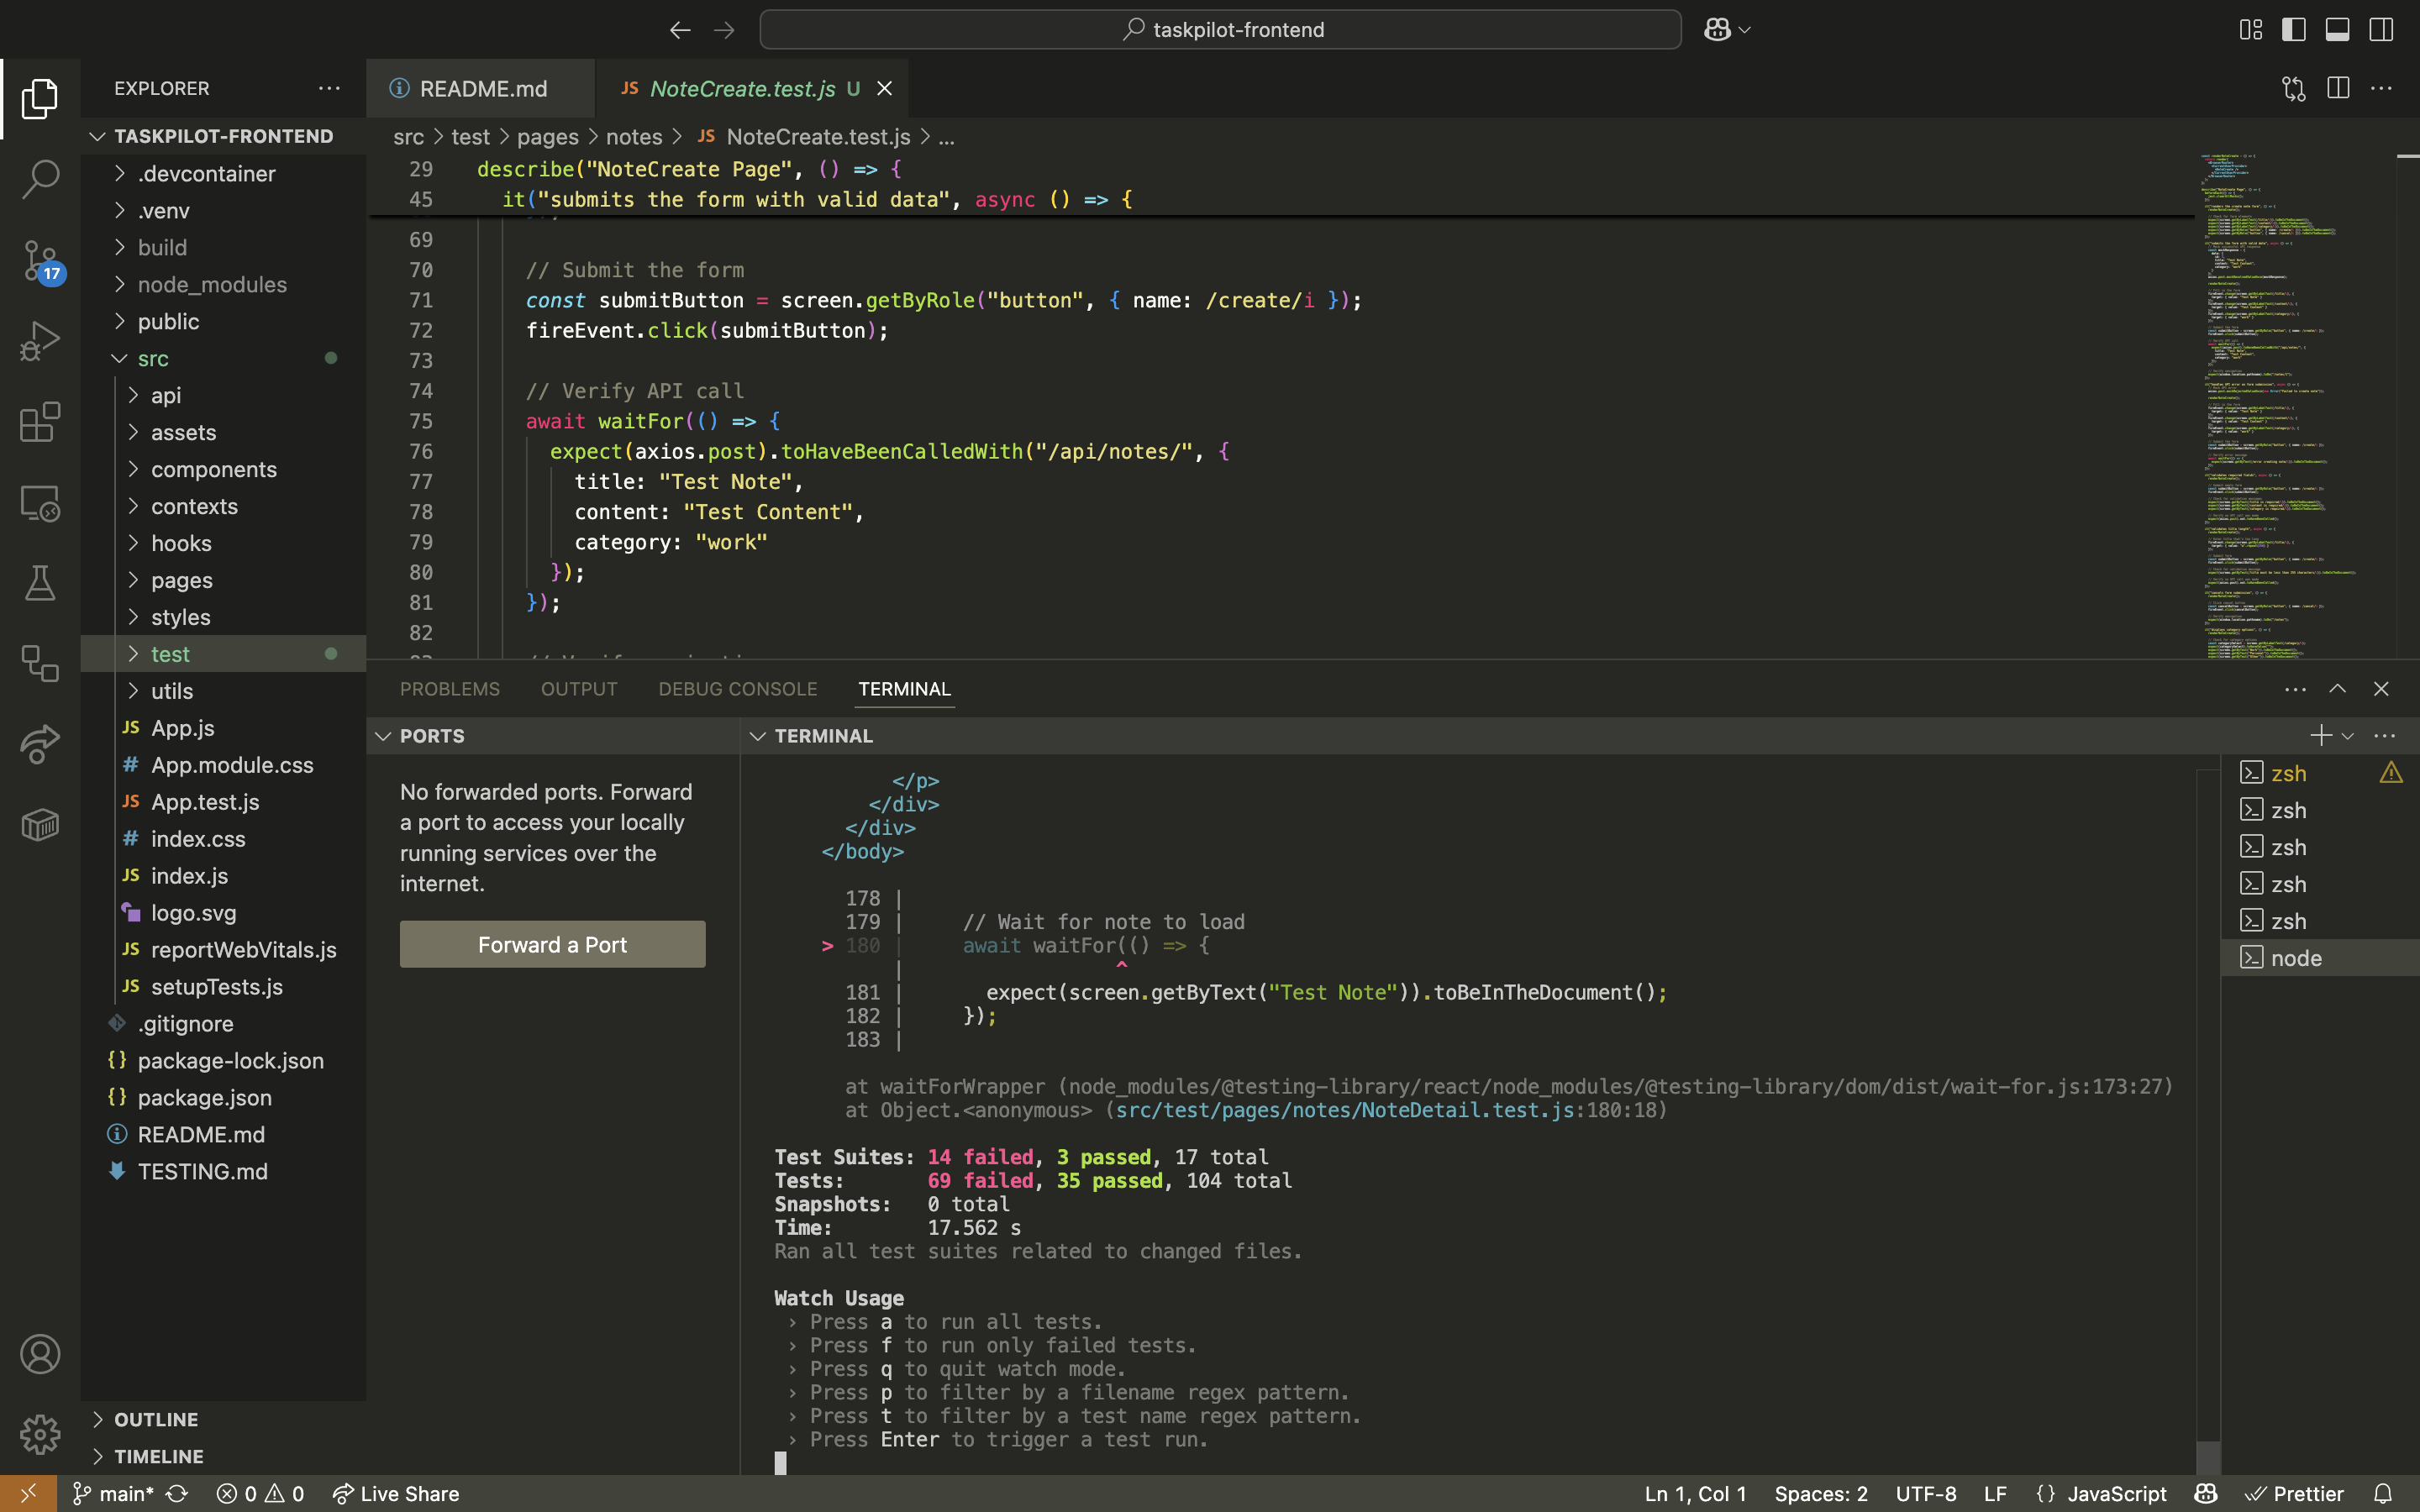 taskpilot-frontend
EXPLORER
TASKPILOT-FRONTEND
.devcontainer
.venv
build
node_modules
public
src
api
assets
components
contexts
hooks
pages
styles
test
utils
JS App.js
# App.module.css
JS App.test.js
# index.css
JS index.js
logo.svg
JS reportWebVitals.js
JS setupTests.js
.gitignore
{} package-lock.json
{} package.json
README.md
TESTING.md
OUTLINE
TIMELINE
17
README.md
JS NoteCreate.test.js U
src > test > pages > notes > JS NoteCreate.test.js > ...
29 describe("NoteCreate Page", () => {
45 it("submits the form with valid data", async () => {
69
70 // Submit the form
71 const submitButton = screen.getByRole("button", { name: /create/i });
72 fireEvent.click(submitButton);
73
74 // Verify API call
75 await waitFor(() => {
76 expect(axios.post).toHaveBeenCalledWith("/api/notes/", {
77 title: "Test Note",
78 content: "Test Content",
79 category: "work"
80 });
81 });
82
PROBLEMS OUTPUT DEBUG CONSOLE TERMINAL
PORTS
No forwarded ports. Forward
a port to access your locally
running services over the
internet.
Forward a Port
TERMINAL
</p>
</div>
</div>
</body>
178 |
179 | // Wait for note to load
> 180 | await waitFor(() => {
| ^
181 | expect(screen.getByText("Test Note")).toBeInTheDocument();
182 | });
183 |
at waitForWrapper (node_modules/@testing-library/react/node_modules/@testing-library/dom/dist/wait-for.js:173:27)
at Object.<anonymous> (src/test/pages/notes/NoteDetail.test.js:180:18)
Test Suites: 14 failed, 3 passed, 17 total
Tests: 69 failed, 35 passed, 104 total
Snapshots: 0 total
Time: 17.562 s
Ran all test suites related to changed files.
Watch Usage
› Press a to run all tests.
› Press f to run only failed tests.
› Press q to quit watch mode.
› Press p to filter by a filename regex pattern.
› Press t to filter by a test name regex pattern.
› Press Enter to trigger a test run.
zsh
zsh
zsh
zsh
zsh
node
main* 0 0 Live Share
Ln 1, Col 1 Spaces: 2 UTF-8 LF {} JavaScript Prettier